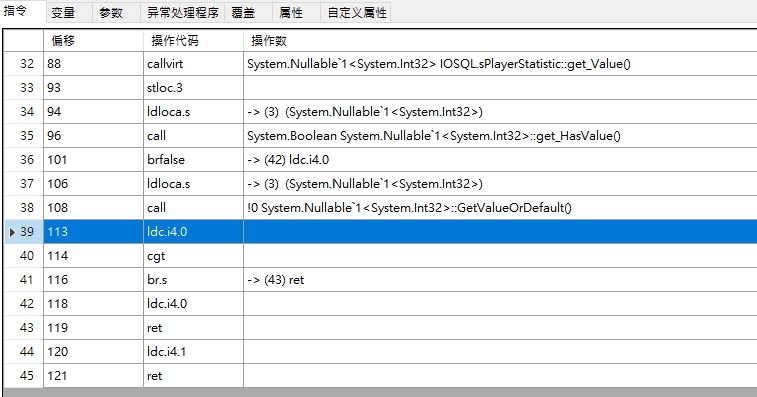 指令 变量 参数 异常处理程序 覆盖 属性 自定义属性
偏移 操作代码 操作数
32 88 callvirt System.Nullable`1<System.Int32> IOSQL.sPlayerStatistic::get_Value()
33 93 stloc.3
34 94 ldloca.s -> (3) (System.Nullable`1<System.Int32>)
35 96 call System.Boolean System.Nullable`1<System.Int32>::get_HasValue()
36 101 brfalse -> (42) ldc.i4.0
37 106 ldloca.s -> (3) (System.Nullable`1<System.Int32>)
38 108 call !0 System.Nullable`1<System.Int32>::GetValueOrDefault()
39 113 ldc.i4.0
40 114 cgt
41 116 br.s -> (43) ret
42 118 ldc.i4.0
43 119 ret
44 120 ldc.i4.1
45 121 ret